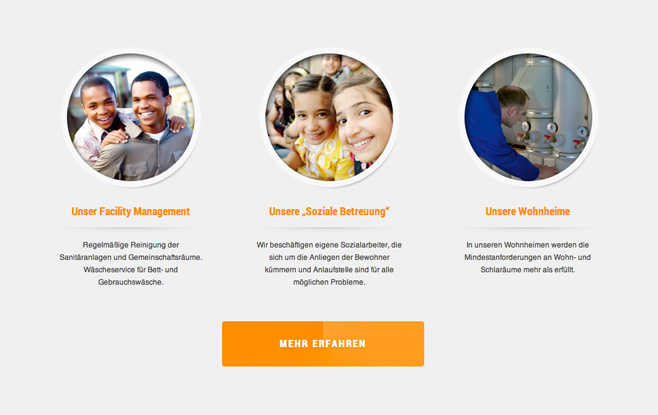 Unser Facility Management
Regelmäßige Reinigung der
Sanitäranlagen und Gemeinschaftsräume.
Wäscheservice für Bett- und
Gebrauchswäsche.
Unsere „Soziale Betreuung“
Wir beschäftigen eigene Sozialarbeiter, die
sich um die Anliegen der Bewohner
kümmern und Anlaufstelle sind für alle
möglichen Probleme.
Unsere Wohnheime
In unseren Wohnheimen werden die
Mindestanforderungen an Wohn- und
Schlaräume mehr als erfüllt.
MEHR ERFAHREN